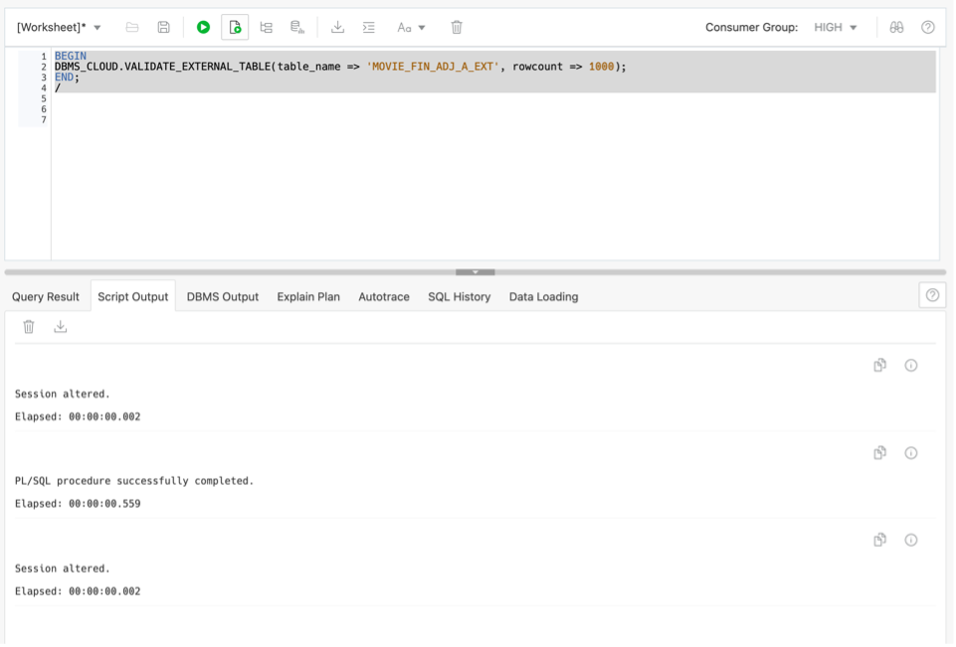 [Worksheet]*
Aa
Consumer Group: HIGH
1 BEGIN
2 DBMS_CLOUD.VALIDATE_EXTERNAL_TABLE(table_name => 'MOVIE_FIN_ADJ_A_EXT', rowcount => 1000);
3 END;
4 /
5
6
7
Query Result Script Output DBMS Output Explain Plan Autotrace SQL History Data Loading
Session altered.
Elapsed: 00:00:00.002
PL/SQL procedure successfully completed.
Elapsed: 00:00:00.559
Session altered.
Elapsed: 00:00:00.002